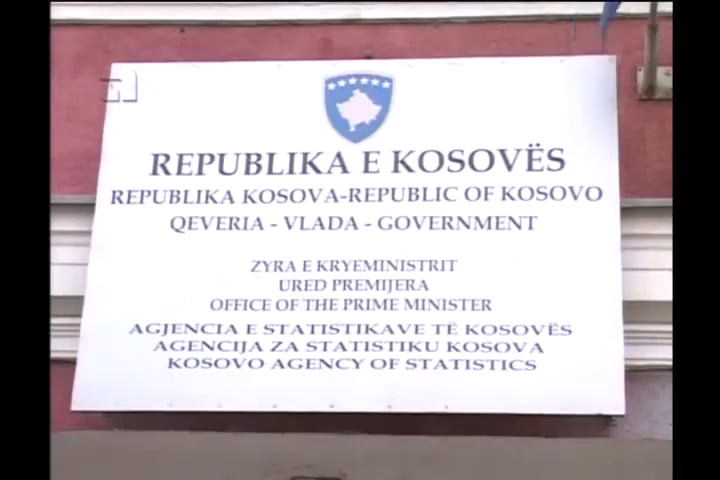 REPUBLIKA E KOSOVËS
REPUBLIKA KOSOVA-REPUBLIC OF KOSOVO
QEVERIA - VLADA - GOVERNMENT
ZYRA E KRYEMINISTRIT
URED PREMIJERA
OFFICE OF THE PRIME MINISTER
AGJENCIA E STATISTIKAVE TË KOSOVËS
AGENCIJA ZA STATISTIKU KOSOVA
KOSOVO AGENCY OF STATISTICS